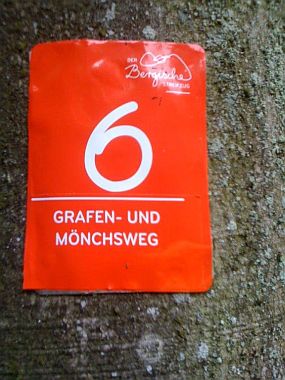 DER
Bergische
STREIFZUG
6
GRAFEN- UND
MÖNCHSWEG